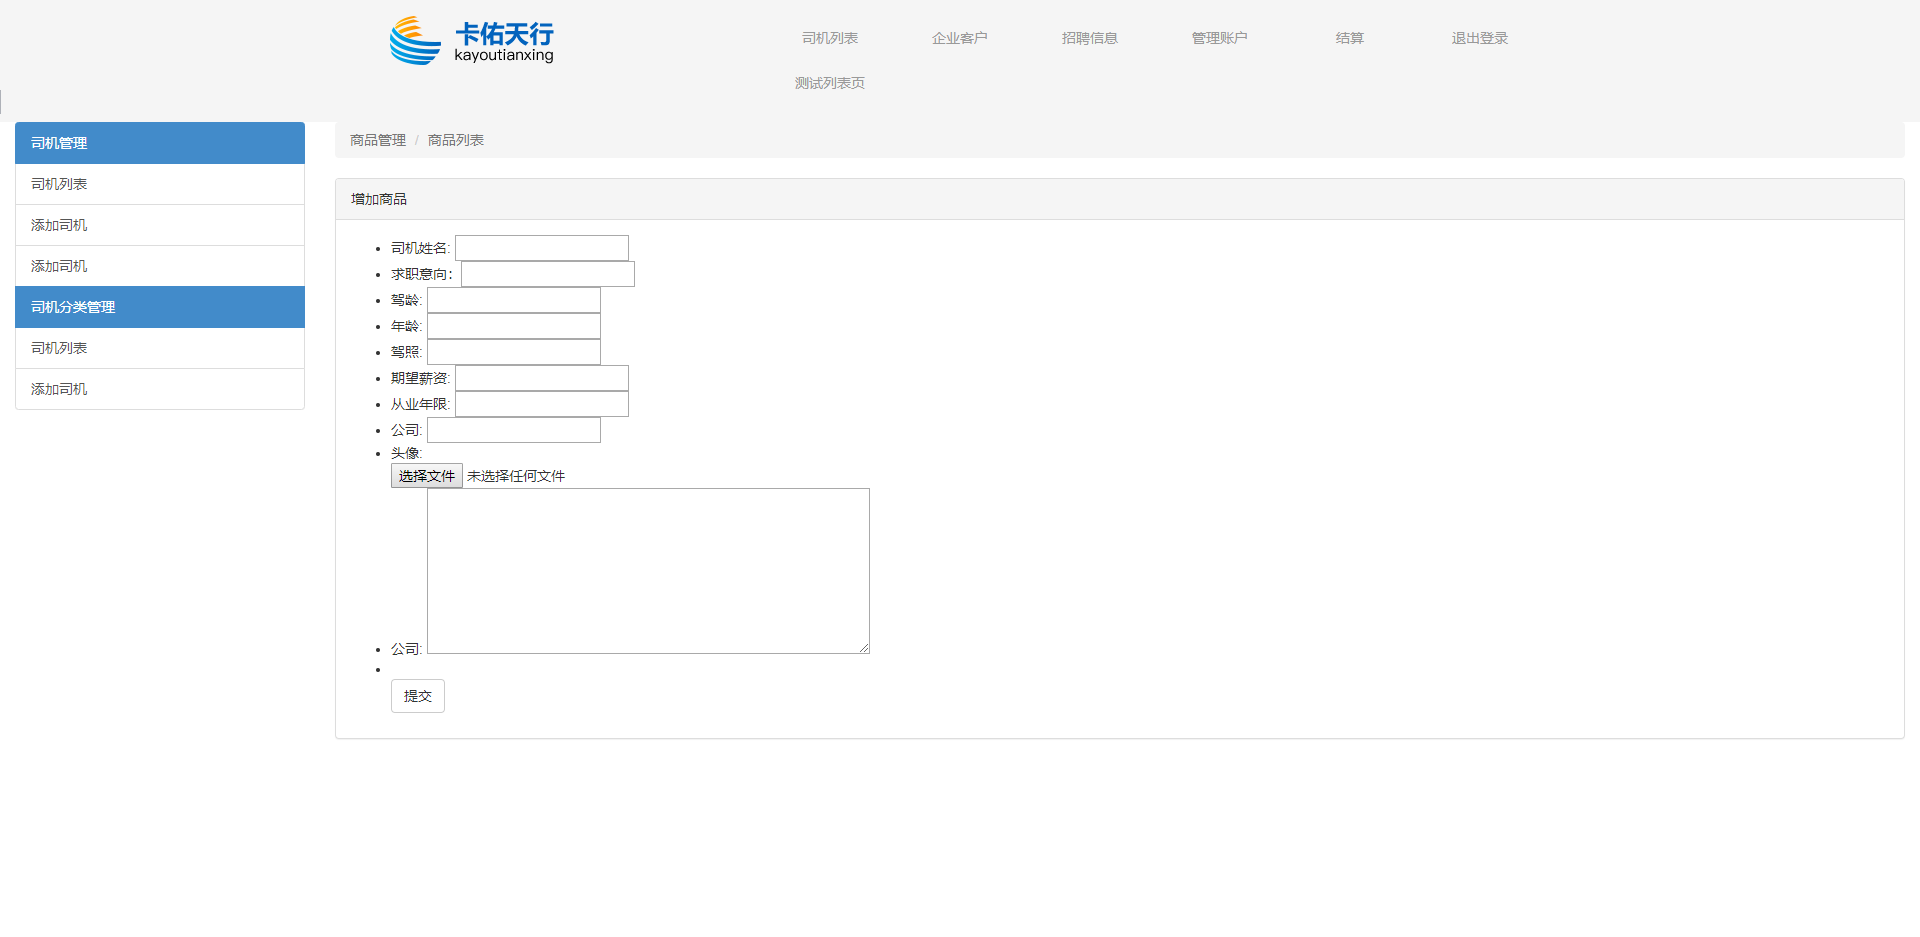 卡佑天行
kayoutianxing
司机列表 企业客户 招聘信息 管理账户 结算 退出登录
测试列表页
司机管理
司机列表
添加司机
添加司机
司机分类管理
司机列表
添加司机
商品管理 / 商品列表
增加商品
司机姓名:
求职意向：
驾龄:
年龄:
驾照:
期望薪资:
从业年限:
公司:
头像:
选择文件 未选择任何文件
公司:
提交